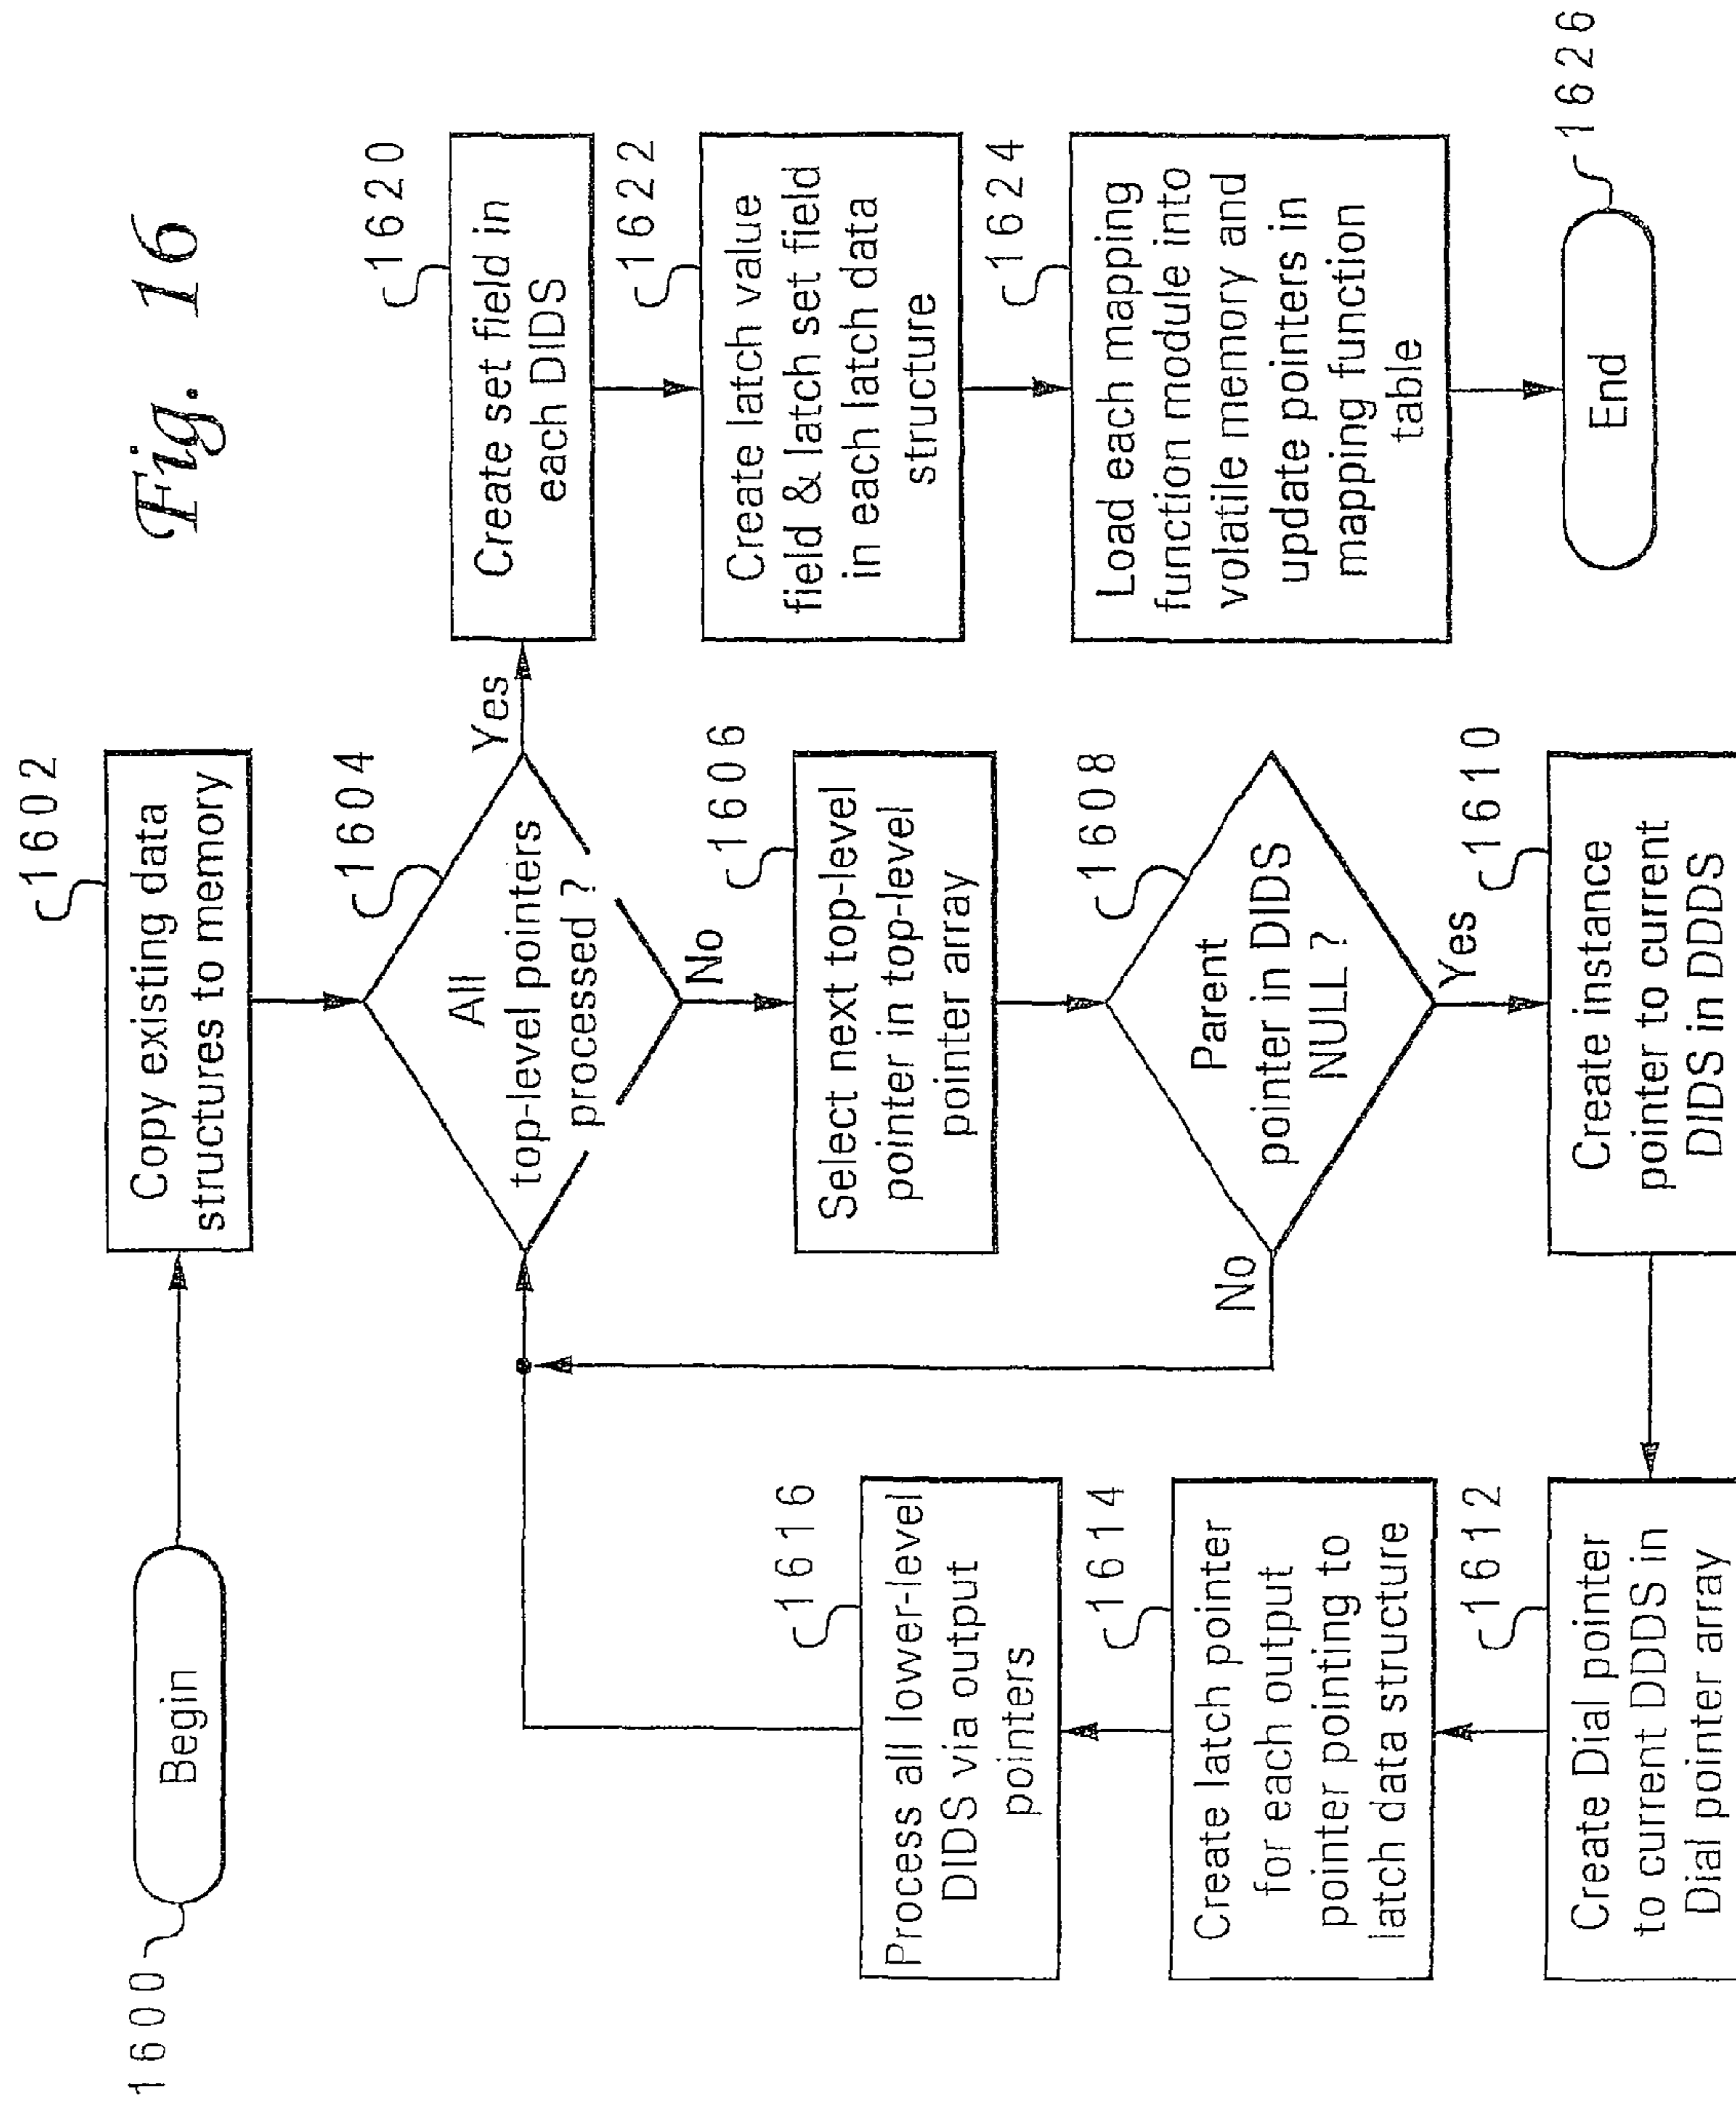 Fig. 16
1600
Begin
1602
Copy existing data
structures to memory
1604
All
top-level pointers
processed ?
Yes
No
1606
Select next top-level
pointer in top-level
pointer array
1608
Parent
pointer in DIDS
NULL?
No
Yes
1610
Create instance
pointer to current
DIDS in DDDS
1612
Create Dial pointer
to current DDDS in
Dial pointer array
1614
Create latch pointer
for each output
pointer pointing to
latch data structure
1616
Process all lower-level
DIDS via output
pointers
1620
Create set field in
each DIDS
1622
Create latch value
field & latch set field
in each latch data
structure
1624
Load each mapping
function module into
volatile memory and
update pointers in
mapping function
table
End
1626